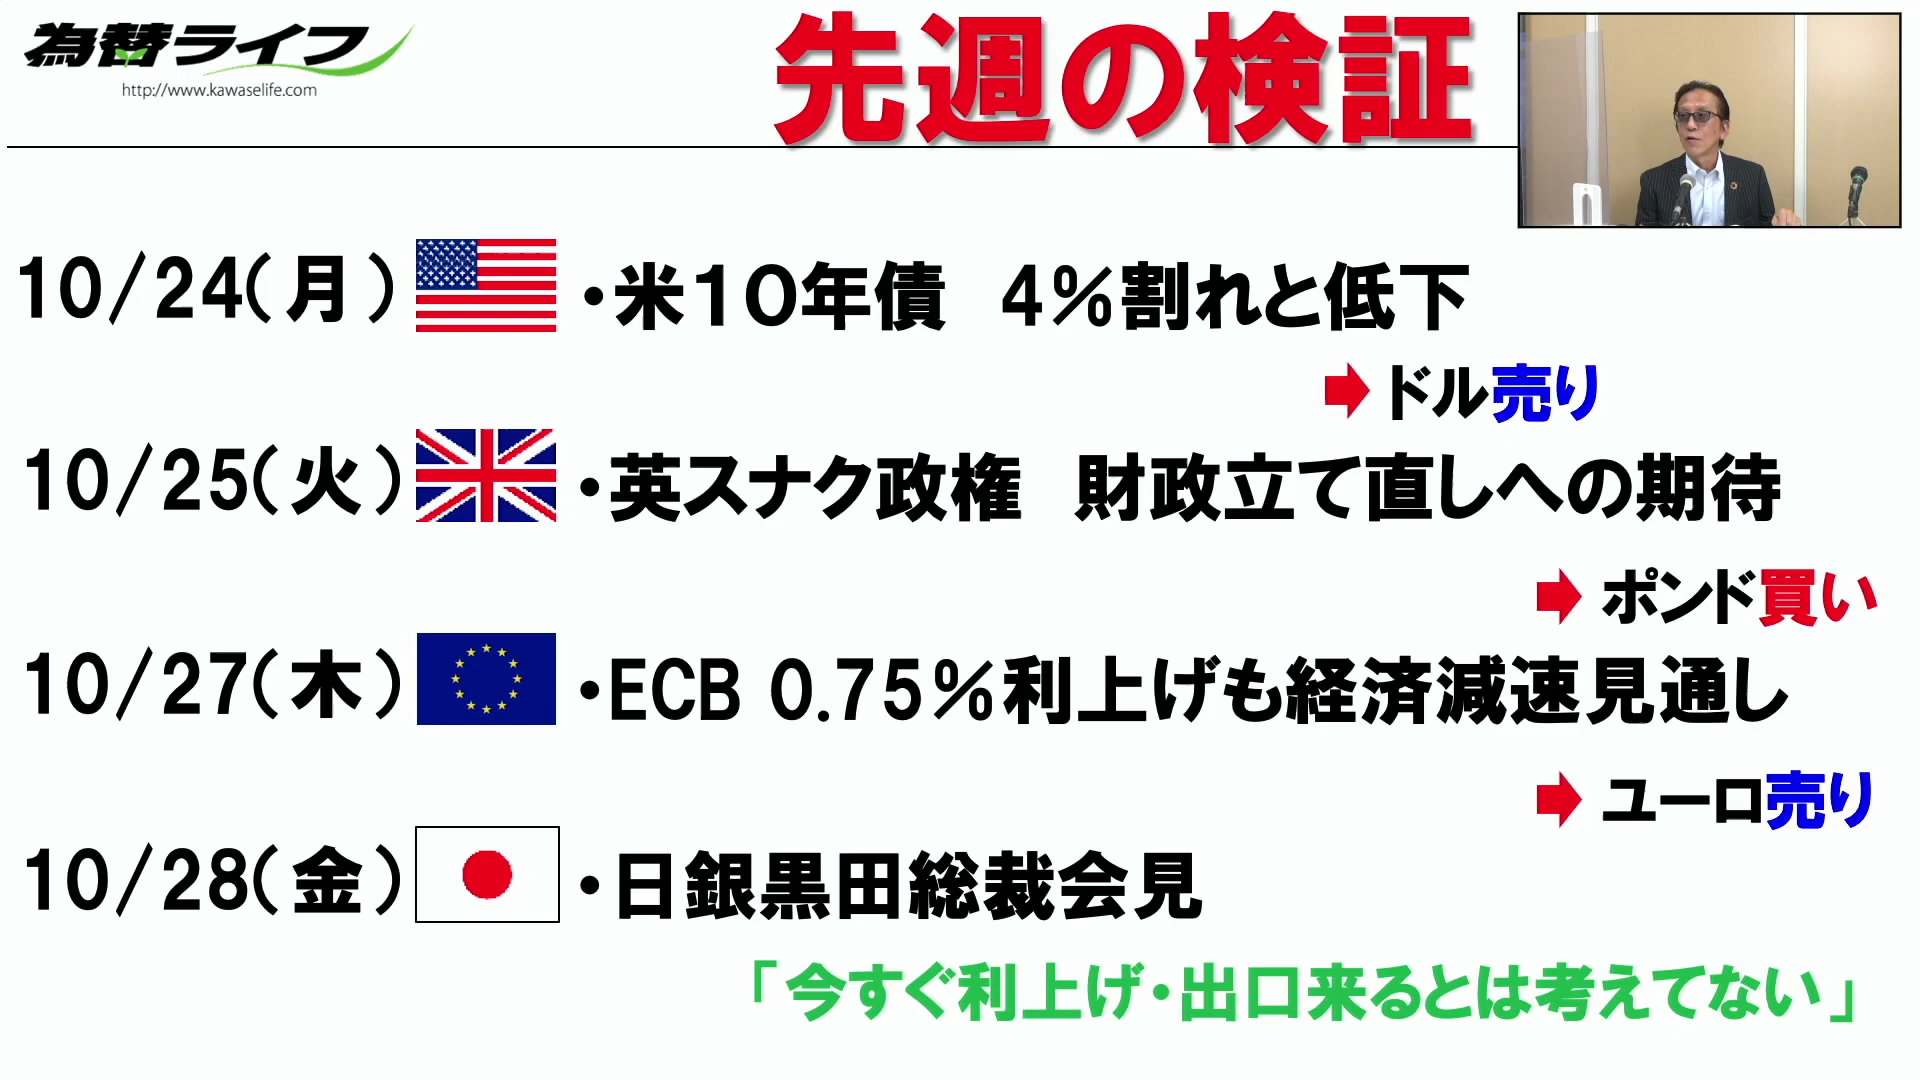 為替ライフ
http://www.kawaselife.com
先週の検証
10/24(月) ・米10年債　4%割れと低下
ドル売り
10/25(火) ・英スナク政権　財政立て直しへの期待
ポンド買い
10/27(木) ・ECB 0.75%利上げも経済減速見通し
ユーロ売り
10/28(金) ・日銀黒田総裁会見
「今すぐ利上げ・出口来るとは考えてない」